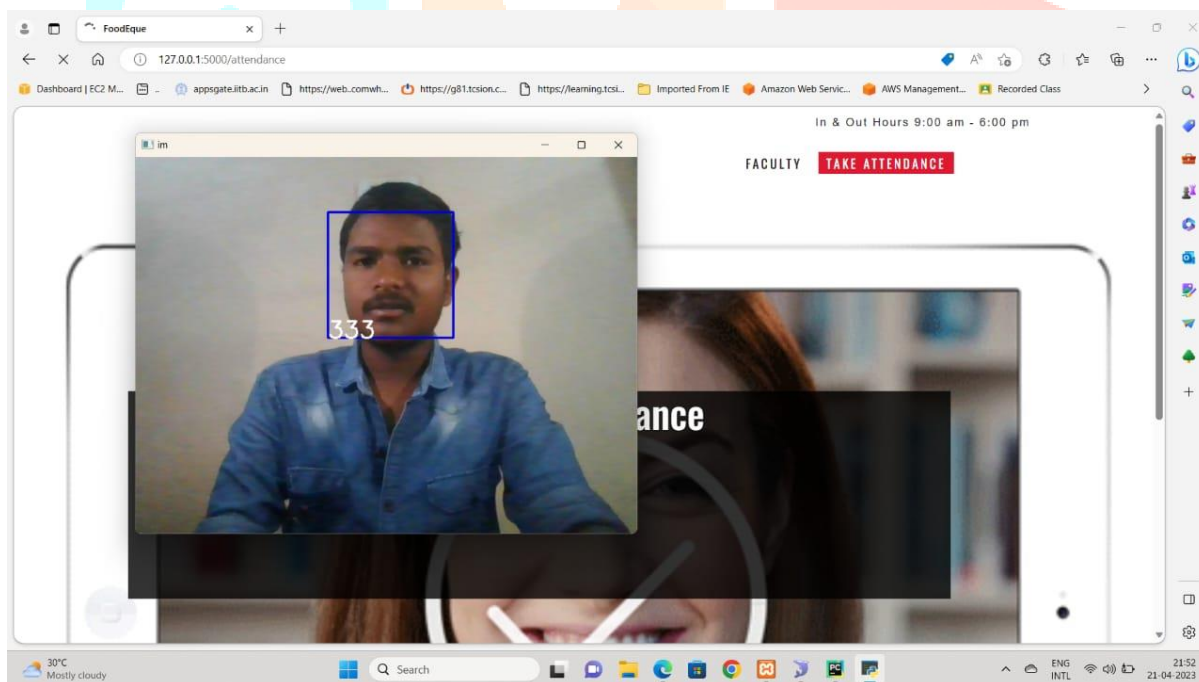 FoodEque
127.0.0.1:5000/attendance
Dashboard | EC2 M... appsgate.iitb.ac.in https://web..comwh... https://g81.tcsion.c... https://learning.tcsi... Imported From IE Amazon Web Servic... AWS Management... Recorded Class
In & Out Hours 9:00 am - 6:00 pm
im
FACULTY TAKE ATTENDANCE
333
ance
30°C
Mostly cloudy
Search
ENG
INTL
21:52
21-04-2023